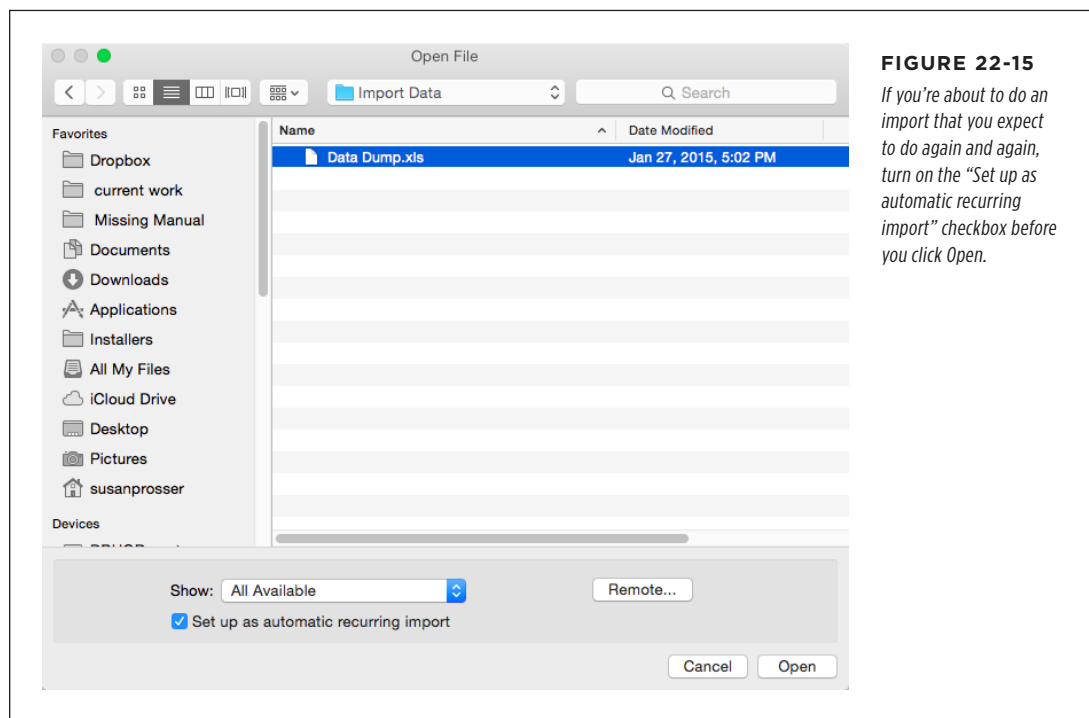 Open File
Import Data
Search
Favorites
Dropbox
current work
Missing Manual
Documents
Downloads
Applications
Installers
All My Files
iCloud Drive
Desktop
Pictures
susanprosser
Devices
Name
Date Modified
Data Dump.xls
Jan 27, 2015, 5:02 PM
Show: All Available
Remote...
Set up as automatic recurring import
Cancel
Open
FIGURE 22-15
If you’re about to do an
import that you expect
to do again and again,
turn on the “Set up as
automatic recurring
import” checkbox before
you click Open.